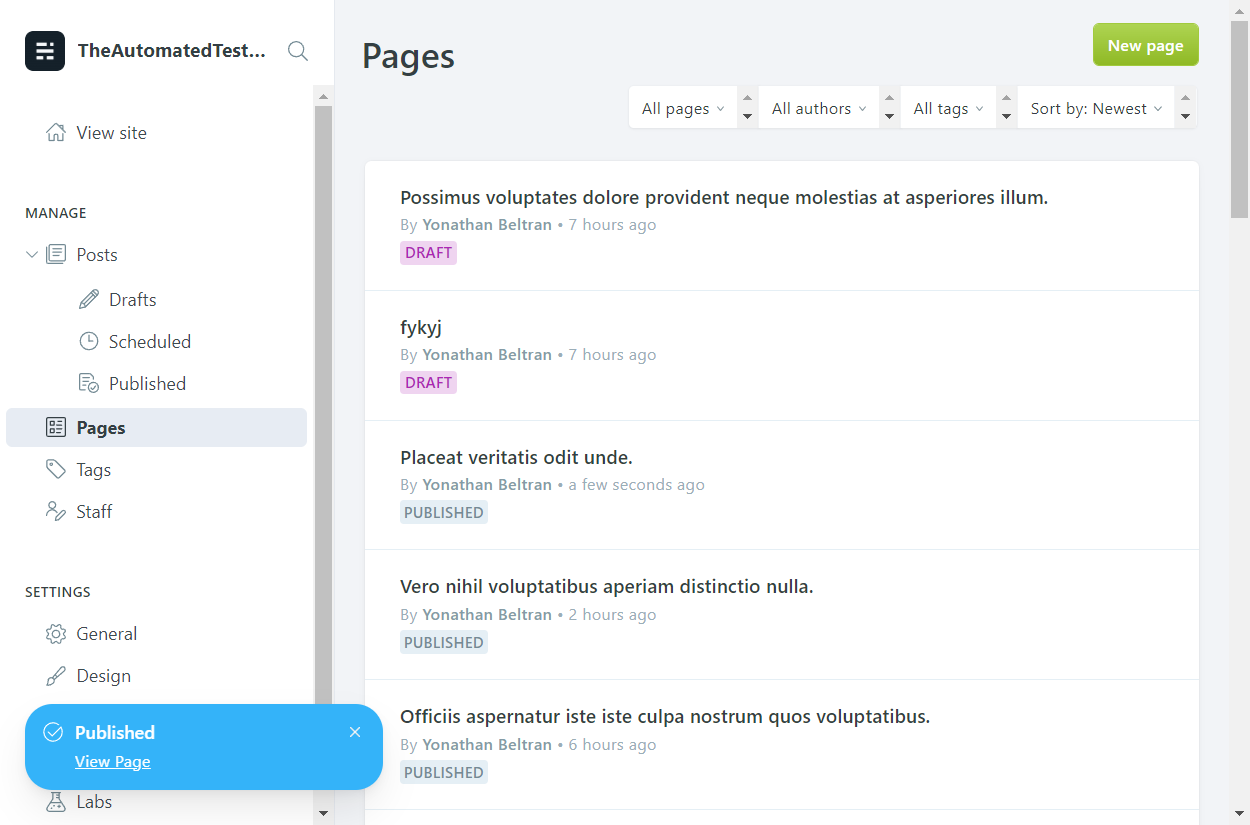 TheAutomatedTest...
View site
MANAGE
Posts
Drafts
Scheduled
Published
Pages
Tags
Staff
SETTINGS
General
Design
Published
View Page
Labs
Pages
New page
All pages
All authors
All tags
Sort by: Newest
Possimus voluptates dolore provident neque molestias at asperiores illum.
By Yonathan Beltran • 7 hours ago
DRAFT
fykyj
By Yonathan Beltran • 7 hours ago
DRAFT
Placeat veritatis odit unde.
By Yonathan Beltran • a few seconds ago
PUBLISHED
Vero nihil voluptatibus aperiam distinctio nulla.
By Yonathan Beltran • 2 hours ago
PUBLISHED
Officiis aspernatur iste iste culpa nostrum quos voluptatibus.
By Yonathan Beltran • 6 hours ago
PUBLISHED